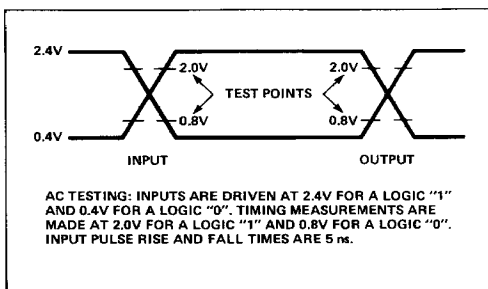 2.4V
2.0V
2.0V
TEST POINTS
0.8V
0.8V
0.4V
INPUT
OUTPUT
AC TESTING: INPUTS ARE DRIVEN AT 2.4V FOR A LOGIC "1"
AND 0.4V FOR A LOGIC "0". TIMING MEASUREMENTS ARE
MADE AT 2.0V FOR A LOGIC "1" AND 0.8V FOR A LOGIC "0".
INPUT PULSE RISE AND FALL TIMES ARE 5 ns.